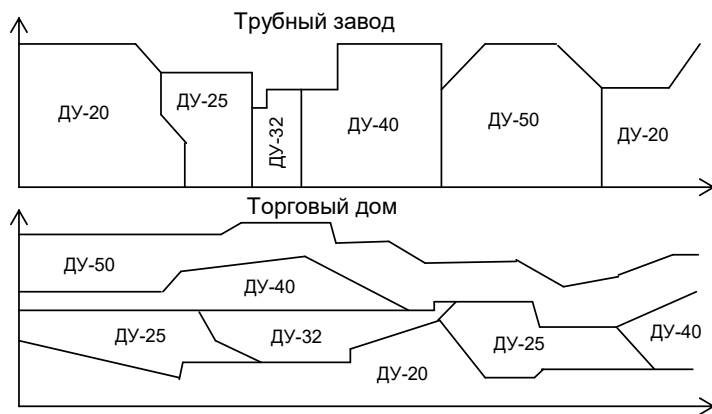 Трубный завод
ДУ-20
ДУ-25
ДУ-32
ДУ-40
ДУ-50
ДУ-20
Торговый дом
ДУ-50
ДУ-40
ДУ-25
ДУ-32
ДУ-20
ДУ-25
ДУ-40